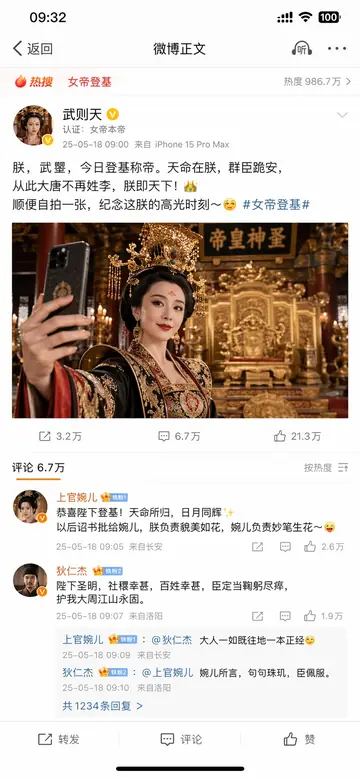 09:32
100
返回
微博正文
听
热搜 女帝登基
热度 986.7万
武则天
认证：女帝本帝
25-05-18 09:00 来自 iPhone 15 Pro Max
朕，武曌，今日登基称帝。天命在朕，群臣跪安，
从此大唐不再姓李，朕即天下！
顺便自拍一张，纪念这朕的高光时刻～😏 #女帝登基#
帝皇神圣
3.2万
6.7万
21.3万
评论 6.7万
按热度
上官婉儿 铁粉1
恭喜陛下登基！天命所归，日月同辉✨
以后诏书批给婉儿，朕负责貌美如花，婉儿负责妙笔生花～😜
25-05-18 09:05 来自长安
2.6万
狄仁杰 铁粉2
陛下圣明，社稷幸甚，百姓幸甚，臣定当鞠躬尽瘁，
护我大周江山永固。
25-05-18 09:07 来自洛阳
1.9万
上官婉儿 铁粉1：@狄仁杰 大人一如既往地一本正经😏
25-05-18 09:09 来自长安
狄仁杰 铁粉2：@上官婉儿 婉儿所言，句句珠玑，臣佩服。
25-05-18 09:10 来自洛阳
共 1234条回复 >
转发
评论
赞